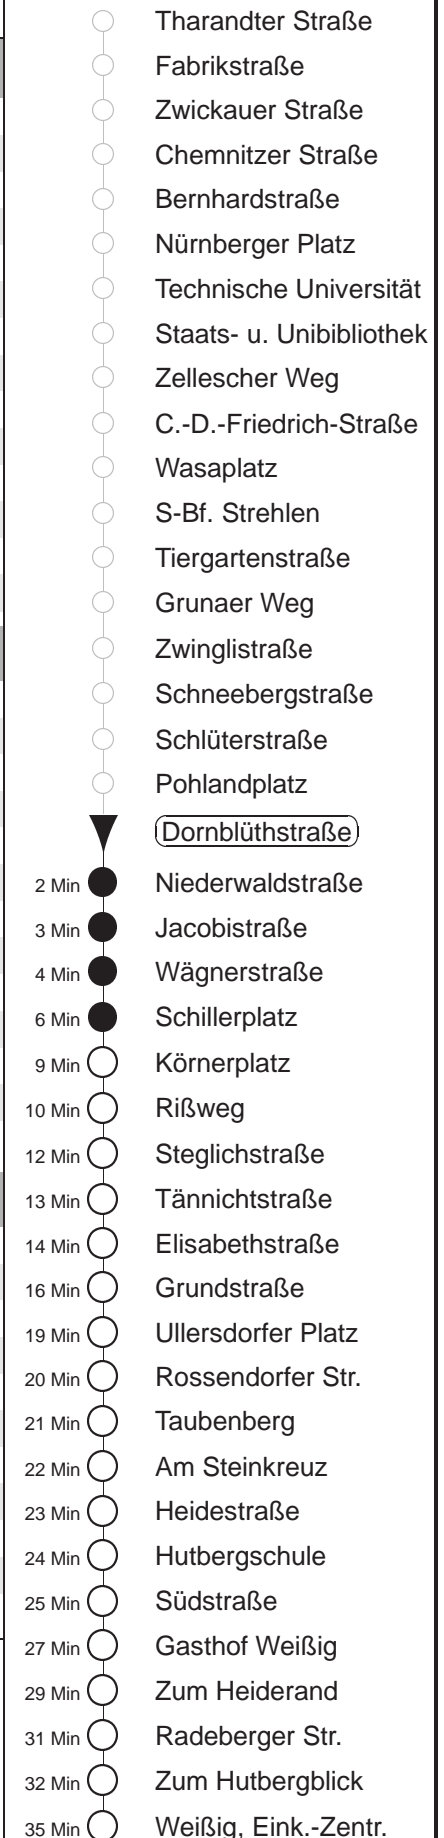 Tharandter Straße
Fabrikstraße
Zwickauer Straße
Chemnitzer Straße
Bernhardstraße
Nürnberger Platz
Technische Universität
Staats- u. Unibibliothek
Zellescher Weg
C.-D.-Friedrich-Straße
Wasaplatz
S-Bf. Strehlen
Tiergartenstraße
Grunaer Weg
Zwinglistraße
Schneebergstraße
Schlüterstraße
Pohlandplatz
Dornblüthstraße
2 Min Niederwaldstraße
3 Min Jacobistraße
4 Min Wägnerstraße
6 Min Schillerplatz
9 Min Körnerplatz
10 Min Rißweg
12 Min Steglichstraße
13 Min Tännichtstraße
14 Min Elisabethstraße
16 Min Grundstraße
19 Min Ullersdorfer Platz
20 Min Rossendorfer Str.
21 Min Taubenberg
22 Min Am Steinkreuz
23 Min Heidestraße
24 Min Hutbergschule
25 Min Südstraße
27 Min Gasthof Weißig
29 Min Zum Heiderand
31 Min Radeberger Str.
32 Min Zum Hutbergblick
35 Min Weißig, Eink.-Zentr.